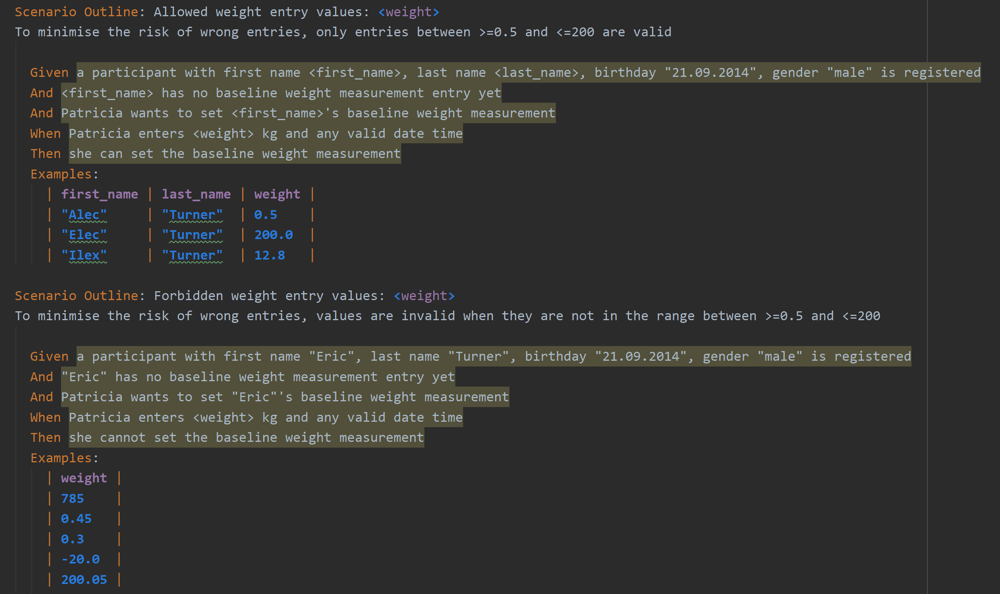 Scenario Outline: Allowed weight entry values: <weight>
To minimise the risk of wrong entries, only entries between >=0.5 and <=200 are valid
Given a participant with first name <first_name>, last name <last_name>, birthday "21.09.2014", gender "male" is registered
And <first_name> has no baseline weight measurement entry yet
And Patricia wants to set <first_name>'s baseline weight measurement
When Patricia enters <weight> kg and any valid date time
Then she can set the baseline weight measurement
Examples:
| first_name | last_name | weight |
| "Alec" | "Turner" | 0.5 |
| "Elec" | "Turner" | 200.0 |
| "Ilex" | "Turner" | 12.8 |
Scenario Outline: Forbidden weight entry values: <weight>
To minimise the risk of wrong entries, values are invalid when they are not in the range between >=0.5 and <=200
Given a participant with first name "Eric", last name "Turner", birthday "21.09.2014", gender "male" is registered
And "Eric" has no baseline weight measurement entry yet
And Patricia wants to set "Eric"'s baseline weight measurement
When Patricia enters <weight> kg and any valid date time
Then she cannot set the baseline weight measurement
Examples:
| weight |
| 785 |
| 0.45 |
| 0.3 |
| -20.0 |
| 200.05 |